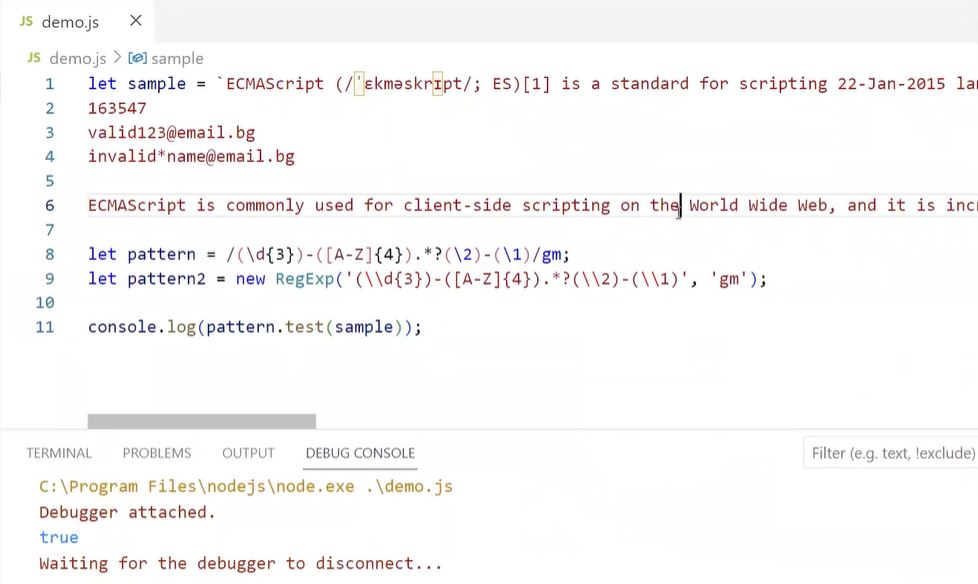 JS demo.js ×
JS demo.js > sample
1 let sample = `ECMAScript (/ˈɛkməskrɪpt/; ES)[1] is a standard for scripting 22-Jan-2015 lan
2 163547
3 valid123@email.bg
4 invalid*name@email.bg
5
6 ECMAScript is commonly used for client-side scripting on the World Wide Web, and it is incr
7
8 let pattern = /(\d{3})-([A-Z]{4}).*?(\2)-(\1)/gm;
9 let pattern2 = new RegExp('(\\d{3})-([A-Z]{4}).*?(\\2)-(\\1)', 'gm');
10
11 console.log(pattern.test(sample));
TERMINAL PROBLEMS OUTPUT DEBUG CONSOLE Filter (e.g. text, !exclude)
C:\Program Files\nodejs\node.exe .\demo.js
Debugger attached.
true
Waiting for the debugger to disconnect...